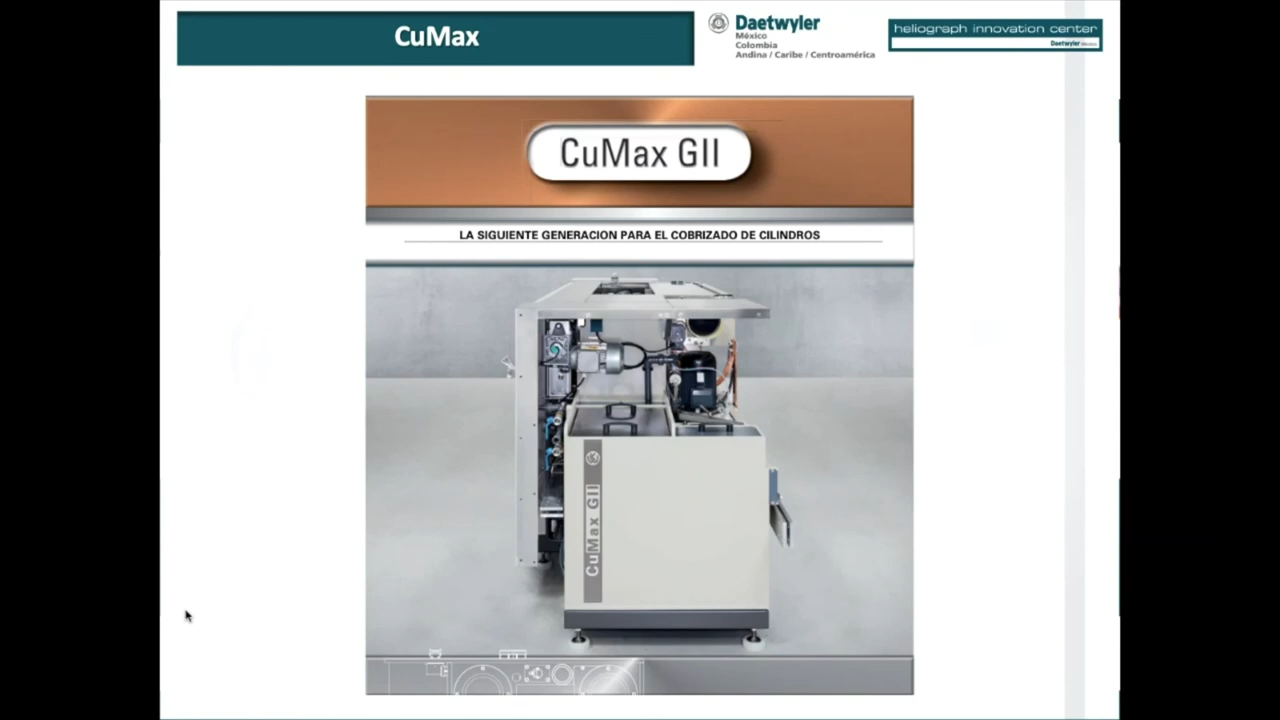 CuMax
Daetwyler
México
Colombia
Andina / Caribe / Centroamérica
heliograph innovation center
Daetwyler
CuMax GII
LA SIGUIENTE GENERACION PARA EL COBRIZADO DE CILINDROS
CuMax GII